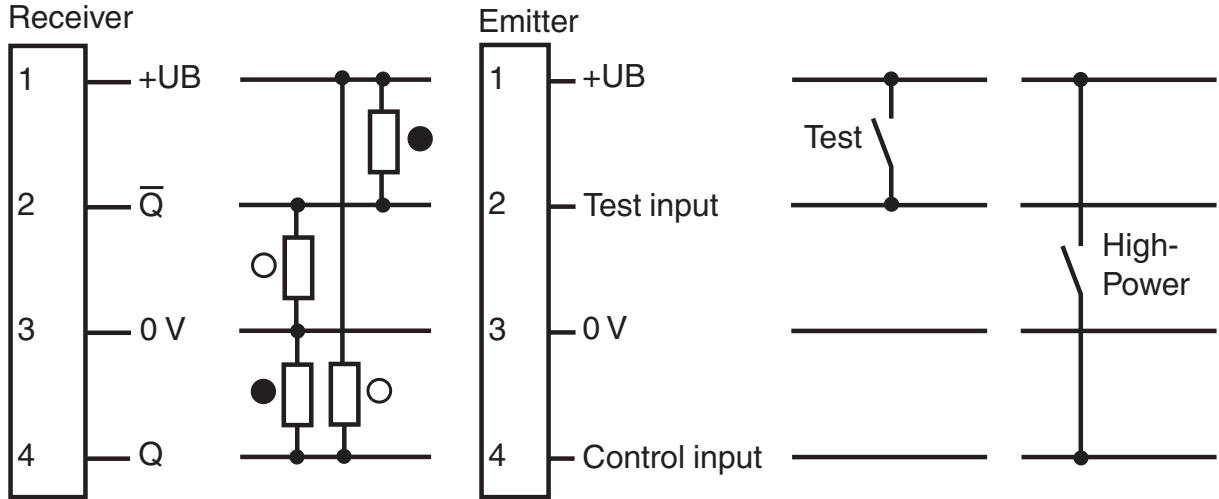 Receiver
1 +UB
2 Q̅
3 0 V
4 Q
Emitter
1 +UB
2 Test input
3 0 V
4 Control input
Test
High-
Power